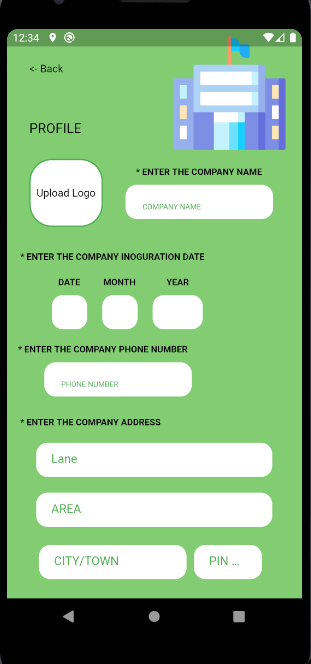 12:34
<- Back
PROFILE
Upload Logo
* ENTER THE COMPANY NAME
COMPANY NAME
* ENTER THE COMPANY INOGURATION DATE
DATE MONTH YEAR
* ENTER THE COMPANY PHONE NUMBER
PHONE NUMBER
* ENTER THE COMPANY ADDRESS
Lane
AREA
CITY/TOWN PIN ...